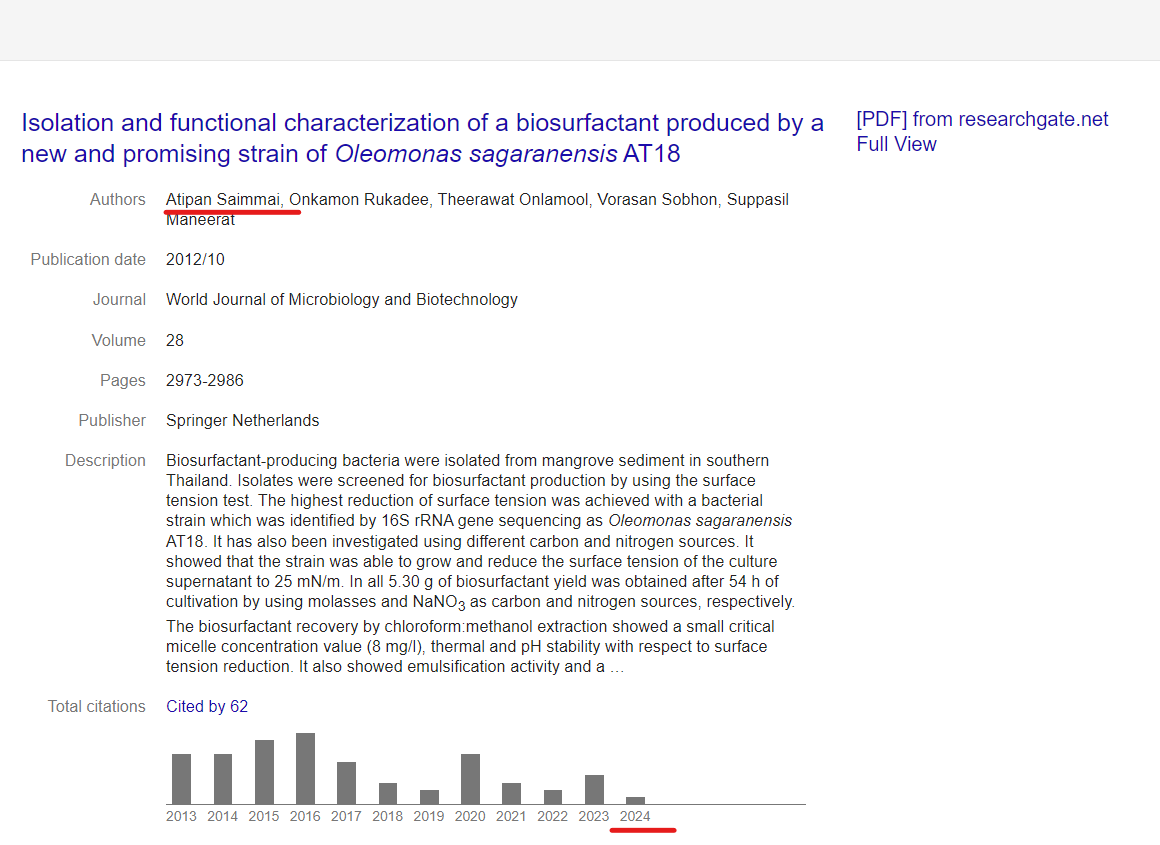 Isolation and functional characterization of a biosurfactant produced by a
new and promising strain of Oleomonas sagaranensis AT18
[PDF] from researchgate.net
Full View
Authors Atipan Saimmai, Onkamon Rukadee, Theerawat Onlamool, Vorasan Sobhon, Suppasil
Maneerat
Publication date 2012/10
Journal World Journal of Microbiology and Biotechnology
Volume 28
Pages 2973-2986
Publisher Springer Netherlands
Description Biosurfactant-producing bacteria were isolated from mangrove sediment in southern
Thailand. Isolates were screened for biosurfactant production by using the surface
tension test. The highest reduction of surface tension was achieved with a bacterial
strain which was identified by 16S rRNA gene sequencing as Oleomonas sagaranensis
AT18. It has also been investigated using different carbon and nitrogen sources. It
showed that the strain was able to grow and reduce the surface tension of the culture
supernatant to 25 mN/m. In all 5.30 g of biosurfactant yield was obtained after 54 h of
cultivation by using molasses and NaNO3 as carbon and nitrogen sources, respectively.
The biosurfactant recovery by chloroform:methanol extraction showed a small critical
micelle concentration value (8 mg/l), thermal and pH stability with respect to surface
tension reduction. It also showed emulsification activity and a …
Total citations Cited by 62
2013 2014 2015 2016 2017 2018 2019 2020 2021 2022 2023 2024